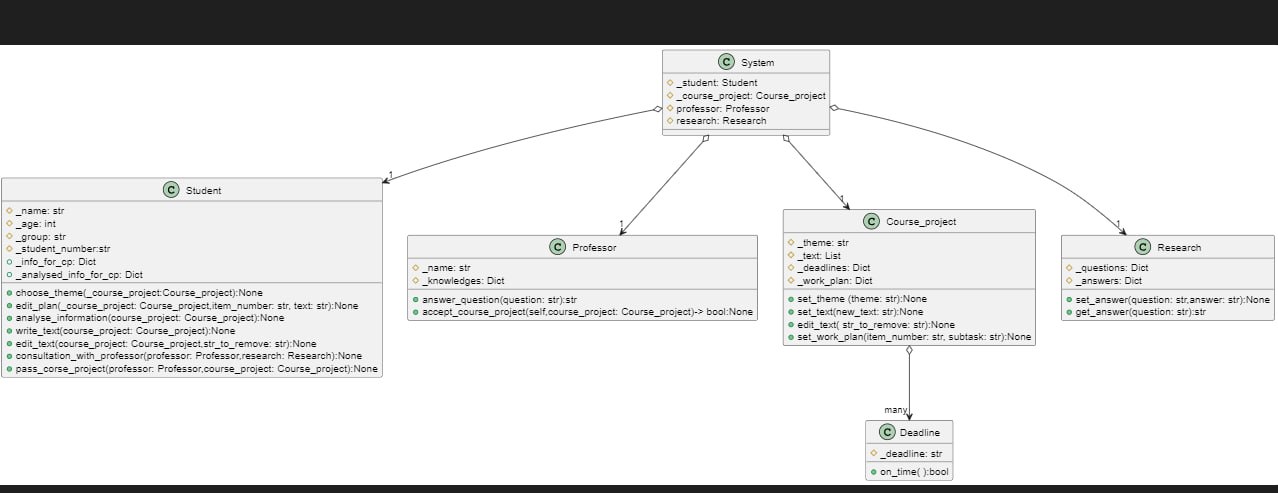 C System
_student: Student
_course_project: Course_project
professor: Professor
research: Research
1
1
1
1
C Student
_name: str
_age: int
_group: str
_student_number:str
_info_for_cp: Dict
_analysed_info_for_cp: Dict
choose_theme(_course_project:Course_project):None
edit_plan(_course_project: Course_project,item_number: str, text: str):None
analyse_information(course_project: Course_project):None
write_text(course_project: Course_project):None
edit_text(course_project: Course_project,str_to_remove: str):None
consultation_with_professor(professor: Professor,research: Research):None
pass_corse_project(professor: Professor,course_project: Course_project):None
C Professor
_name: str
_knowledges: Dict
answer_question(question: str):str
accept_course_project(self,course_project: Course_project)-> bool:None
C Course_project
_theme: str
_text: List
_deadlines: Dict
_work_plan: Dict
set_theme (theme: str):None
set_text(new_text: str):None
edit_text( str_to_remove: str):None
set_work_plan(item_number: str, subtask: str):None
C Research
_questions: Dict
_answers: Dict
set_answer(question: str,answer: str):None
get_answer(question: str):str
many
C Deadline
_deadline: str
on_time( ):bool